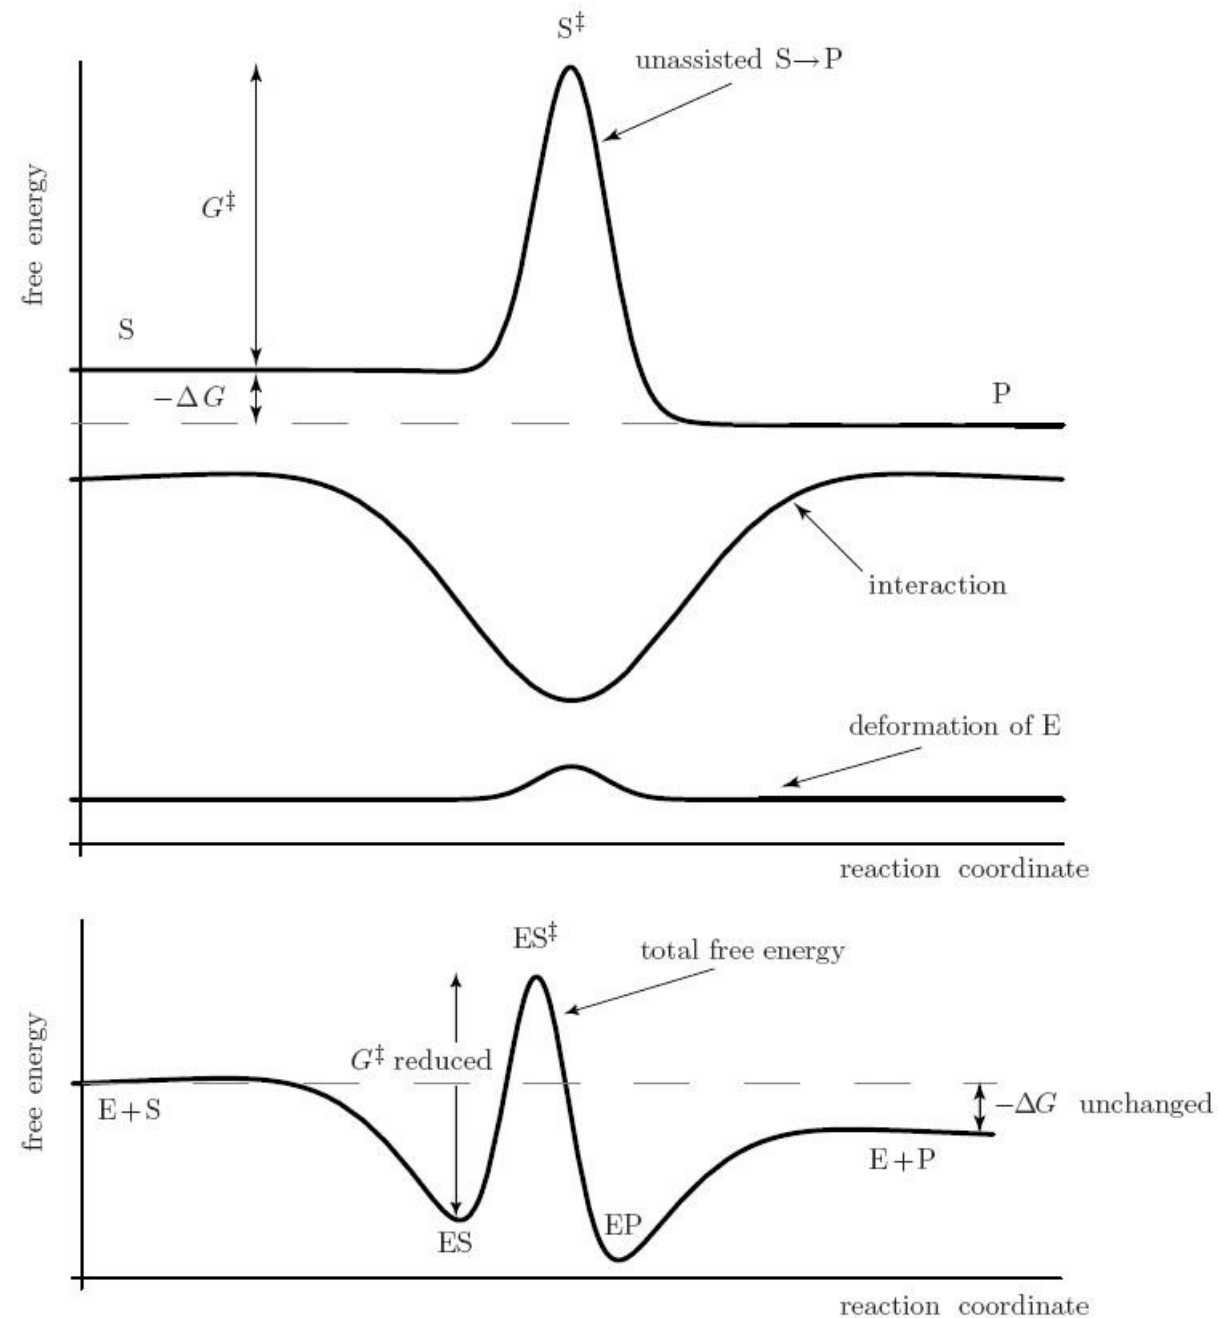 S‡
unassisted S→P
free energy
G‡
S
−ΔG
P
interaction
deformation of E
reaction coordinate
ES‡
total free energy
free energy
G‡ reduced
E+S
−ΔG unchanged
E+P
EP
ES
reaction coordinate